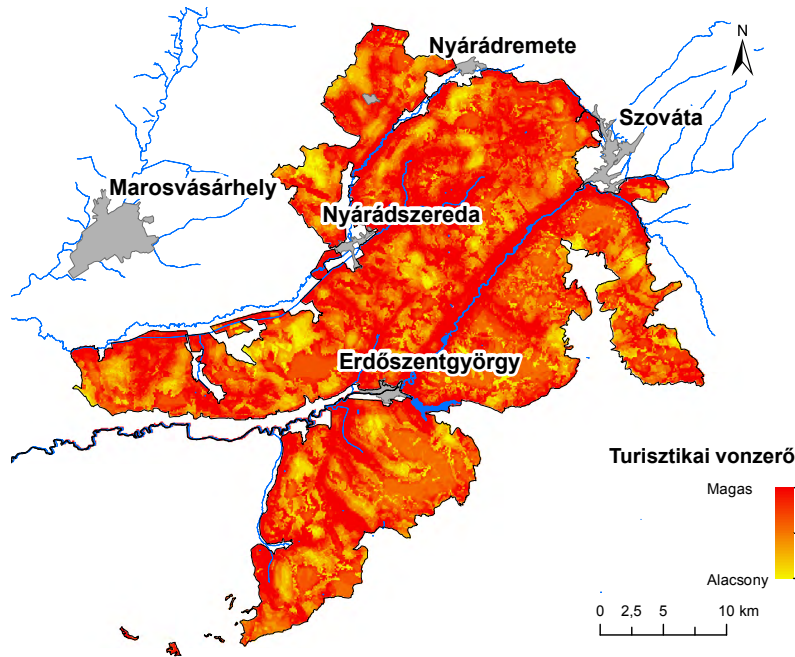 Nyárádremete
N
Szováta
Marosvásárhely
Nyárádszereda
Erdőszentgyörgy
Turisztikai vonzerő
Magas
Alacsony
0 2,5 5 10 km